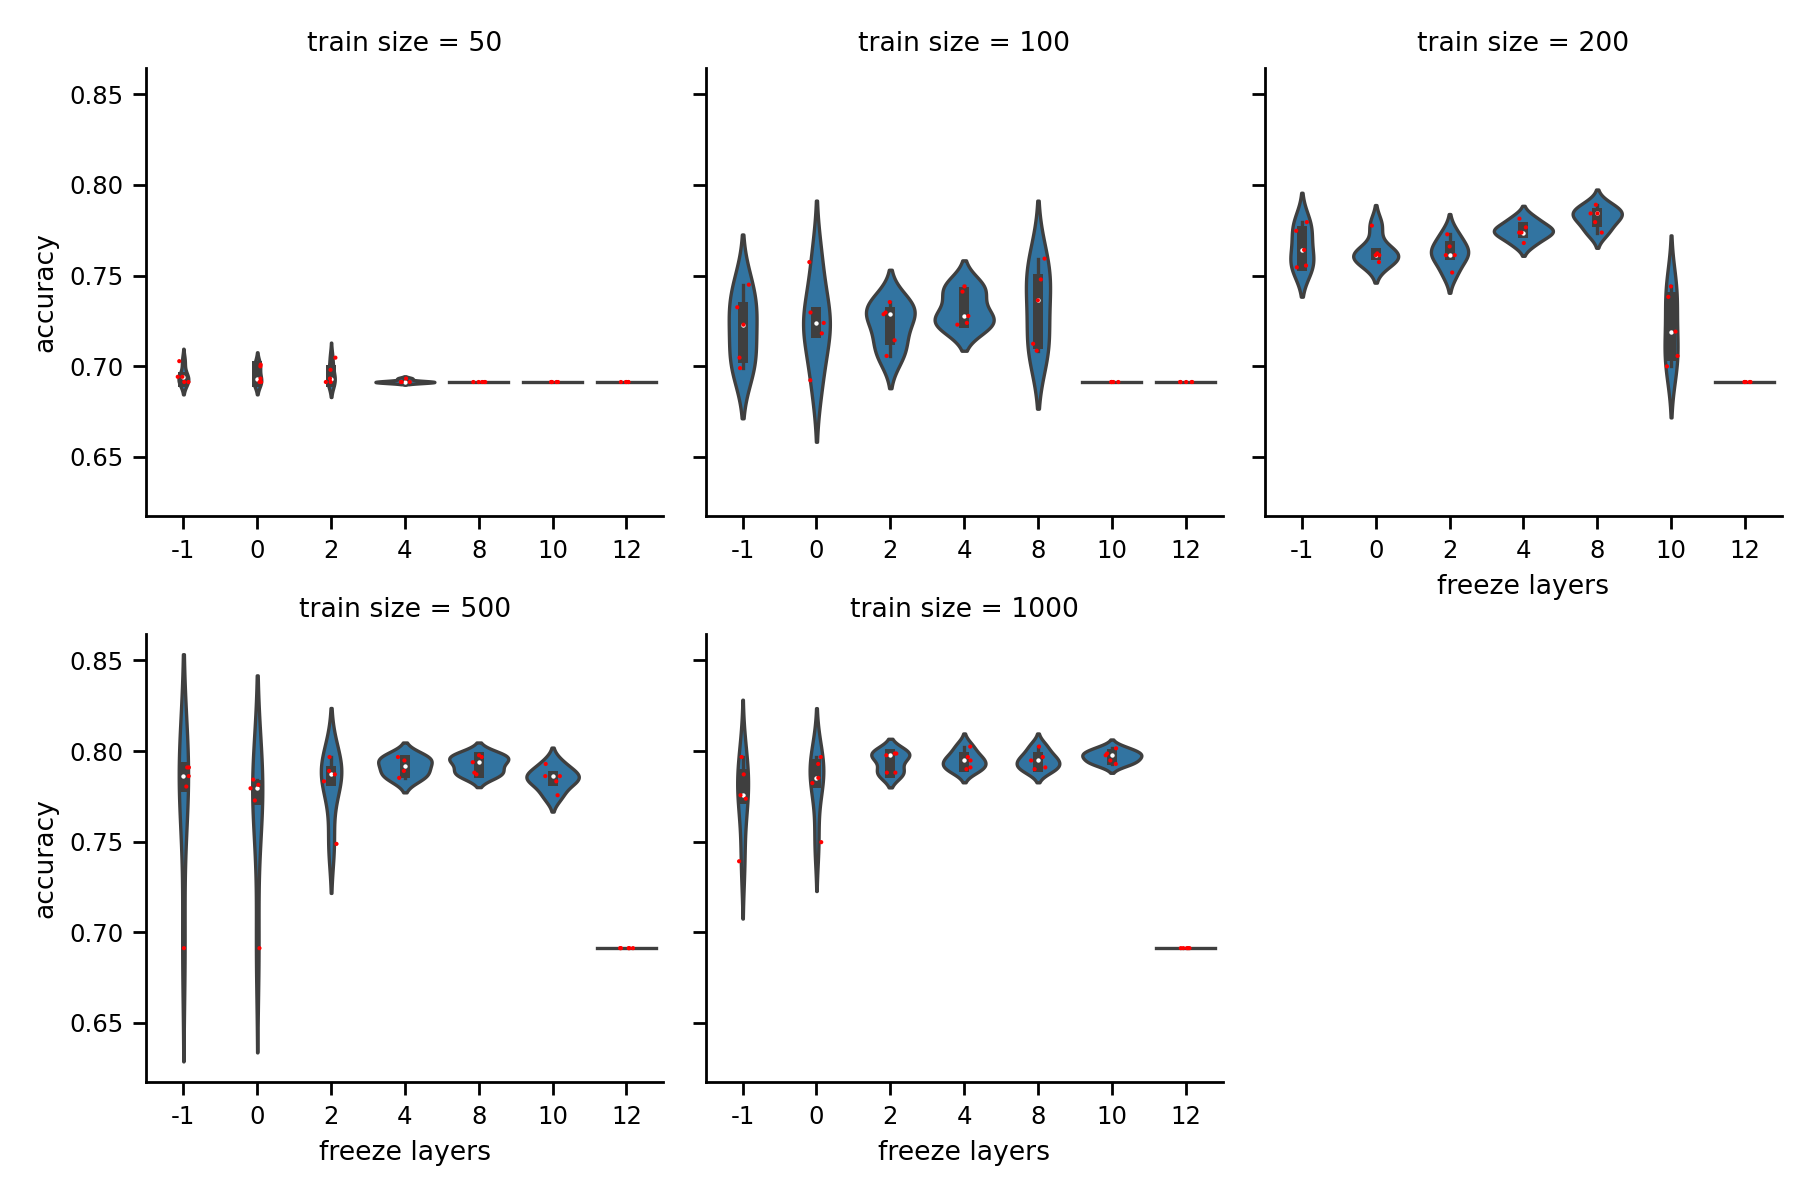 train size = 50
train size = 100
train size = 200
accuracy
0.85
0.80
0.75
0.70
0.65
-1 0 2 4 8 10 12
-1 0 2 4 8 10 12
-1 0 2 4 8 10 12
freeze layers
train size = 500
train size = 1000
accuracy
0.85
0.80
0.75
0.70
0.65
-1 0 2 4 8 10 12
-1 0 2 4 8 10 12
freeze layers
freeze layers